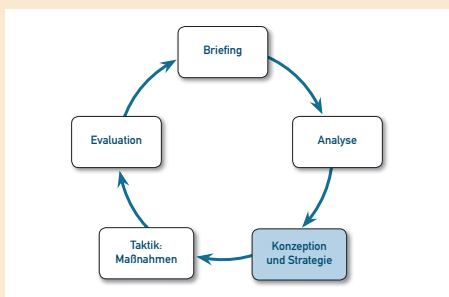 Briefing
Analyse
Konzeption
und Strategie
Taktik:
Maßnahmen
Evaluation